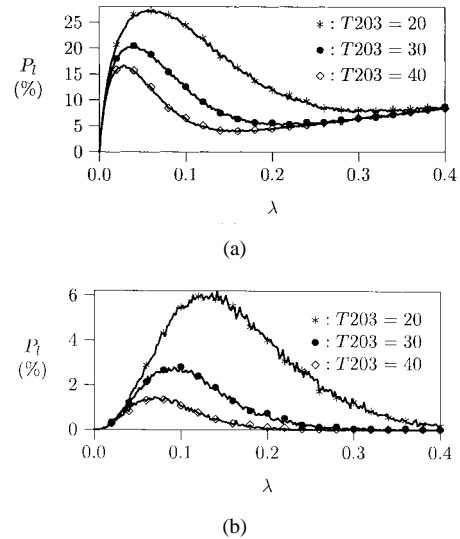 25
20
15
10
5
0
P_l
(%)
* : T203 = 20
● : T203 = 30
◇ : T203 = 40
0.0 0.1 0.2 0.3 0.4
λ
(a)
6
4
2
0
P_l
(%)
* : T203 = 20
● : T203 = 30
◇ : T203 = 40
0.0 0.1 0.2 0.3 0.4
λ
(b)